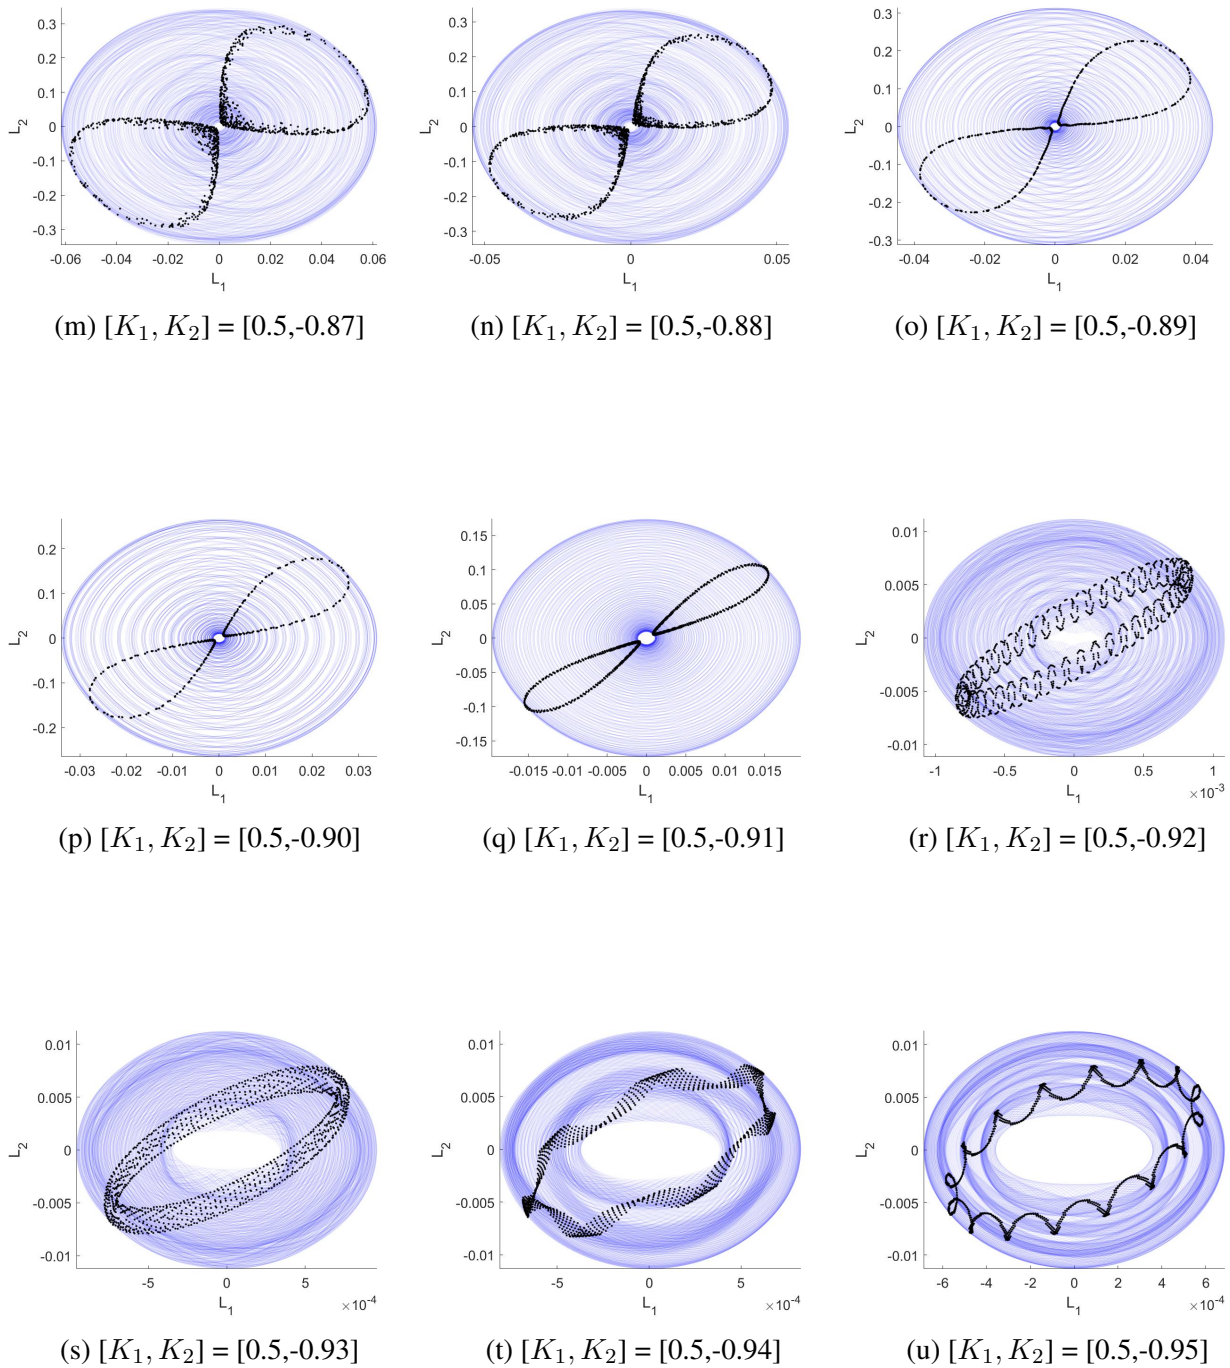 0.3
0.2
0.1
0
-0.1
-0.2
-0.3
L2
-0.06 -0.04 -0.02 0 0.02 0.04 0.06
L1
(m) [K1, K2] = [0.5,-0.87]
0.3
0.2
0.1
0
-0.1
-0.2
-0.3
L2
-0.05 0 0.05
L1
(n) [K1, K2] = [0.5,-0.88]
0.3
0.2
0.1
0
-0.1
-0.2
-0.3
L2
-0.04 -0.02 0 0.02 0.04
L1
(o) [K1, K2] = [0.5,-0.89]
0.2
0.1
0
-0.1
-0.2
L2
-0.03 -0.02 -0.01 0 0.01 0.02 0.03
L1
(p) [K1, K2] = [0.5,-0.90]
0.15
0.1
0.05
0
-0.05
-0.1
-0.15
L2
-0.015 -0.005 0 0.005 0.015
L1
(q) [K1, K2] = [0.5,-0.91]
0.01
0.005
0
-0.005
-0.01
L2
-1 -0.5 0 0.5 1
L1
×10-3
(r) [K1, K2] = [0.5,-0.92]
0.01
0.005
0
-0.005
-0.01
L2
-5 0 5
L1
×10-4
(s) [K1, K2] = [0.5,-0.93]
0.01
0.005
0
-0.005
-0.01
L2
-5 0 5
L1
×10-4
(t) [K1, K2] = [0.5,-0.94]
0.01
0.005
0
-0.005
-0.01
L2
-6 -4 -2 0 2 4 6
L1
×10-4
(u) [K1, K2] = [0.5,-0.95]